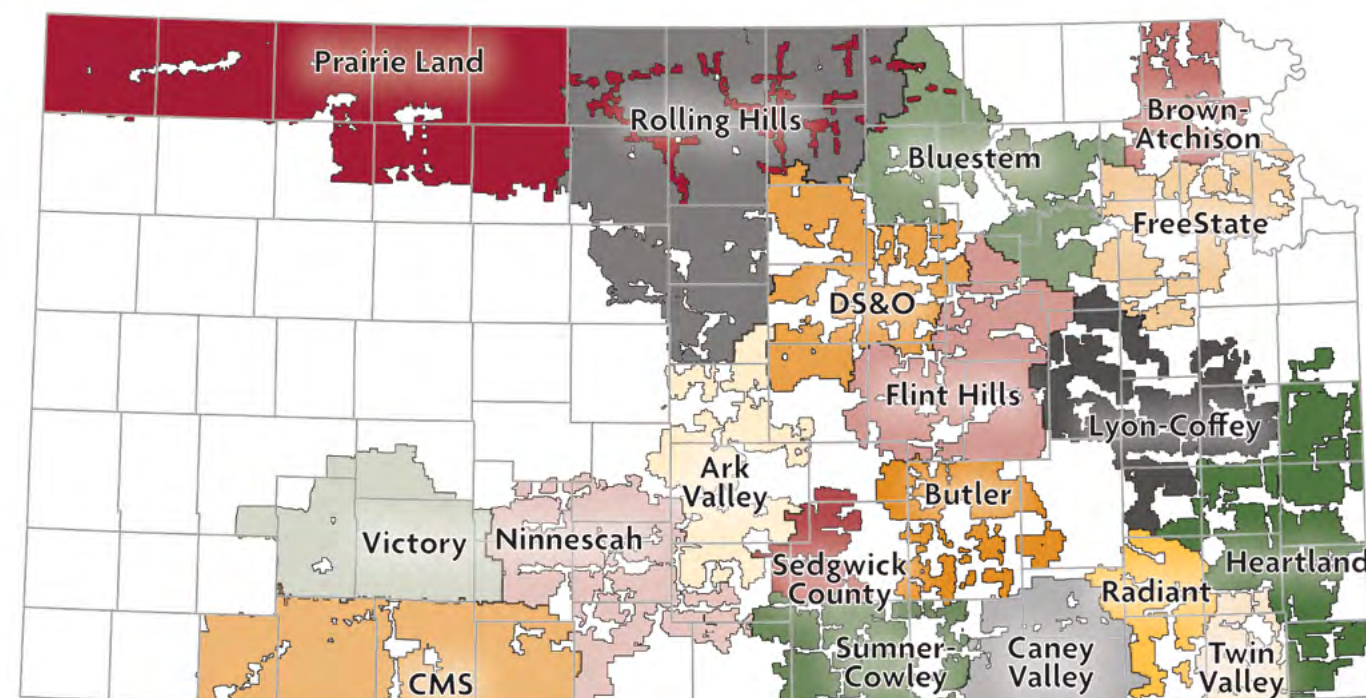 Prairie Land
Rolling Hills
Brown-
Atchison
Bluestem
FreeState
DS&O
Flint Hills
Lyon-Coffey
Ark
Valley
Butler
Victory
Ninnescah
Sedgwick
County
Heartland
Radiant
Sumner-
Cowley
Caney
Valley
Twin
Valley
CMS